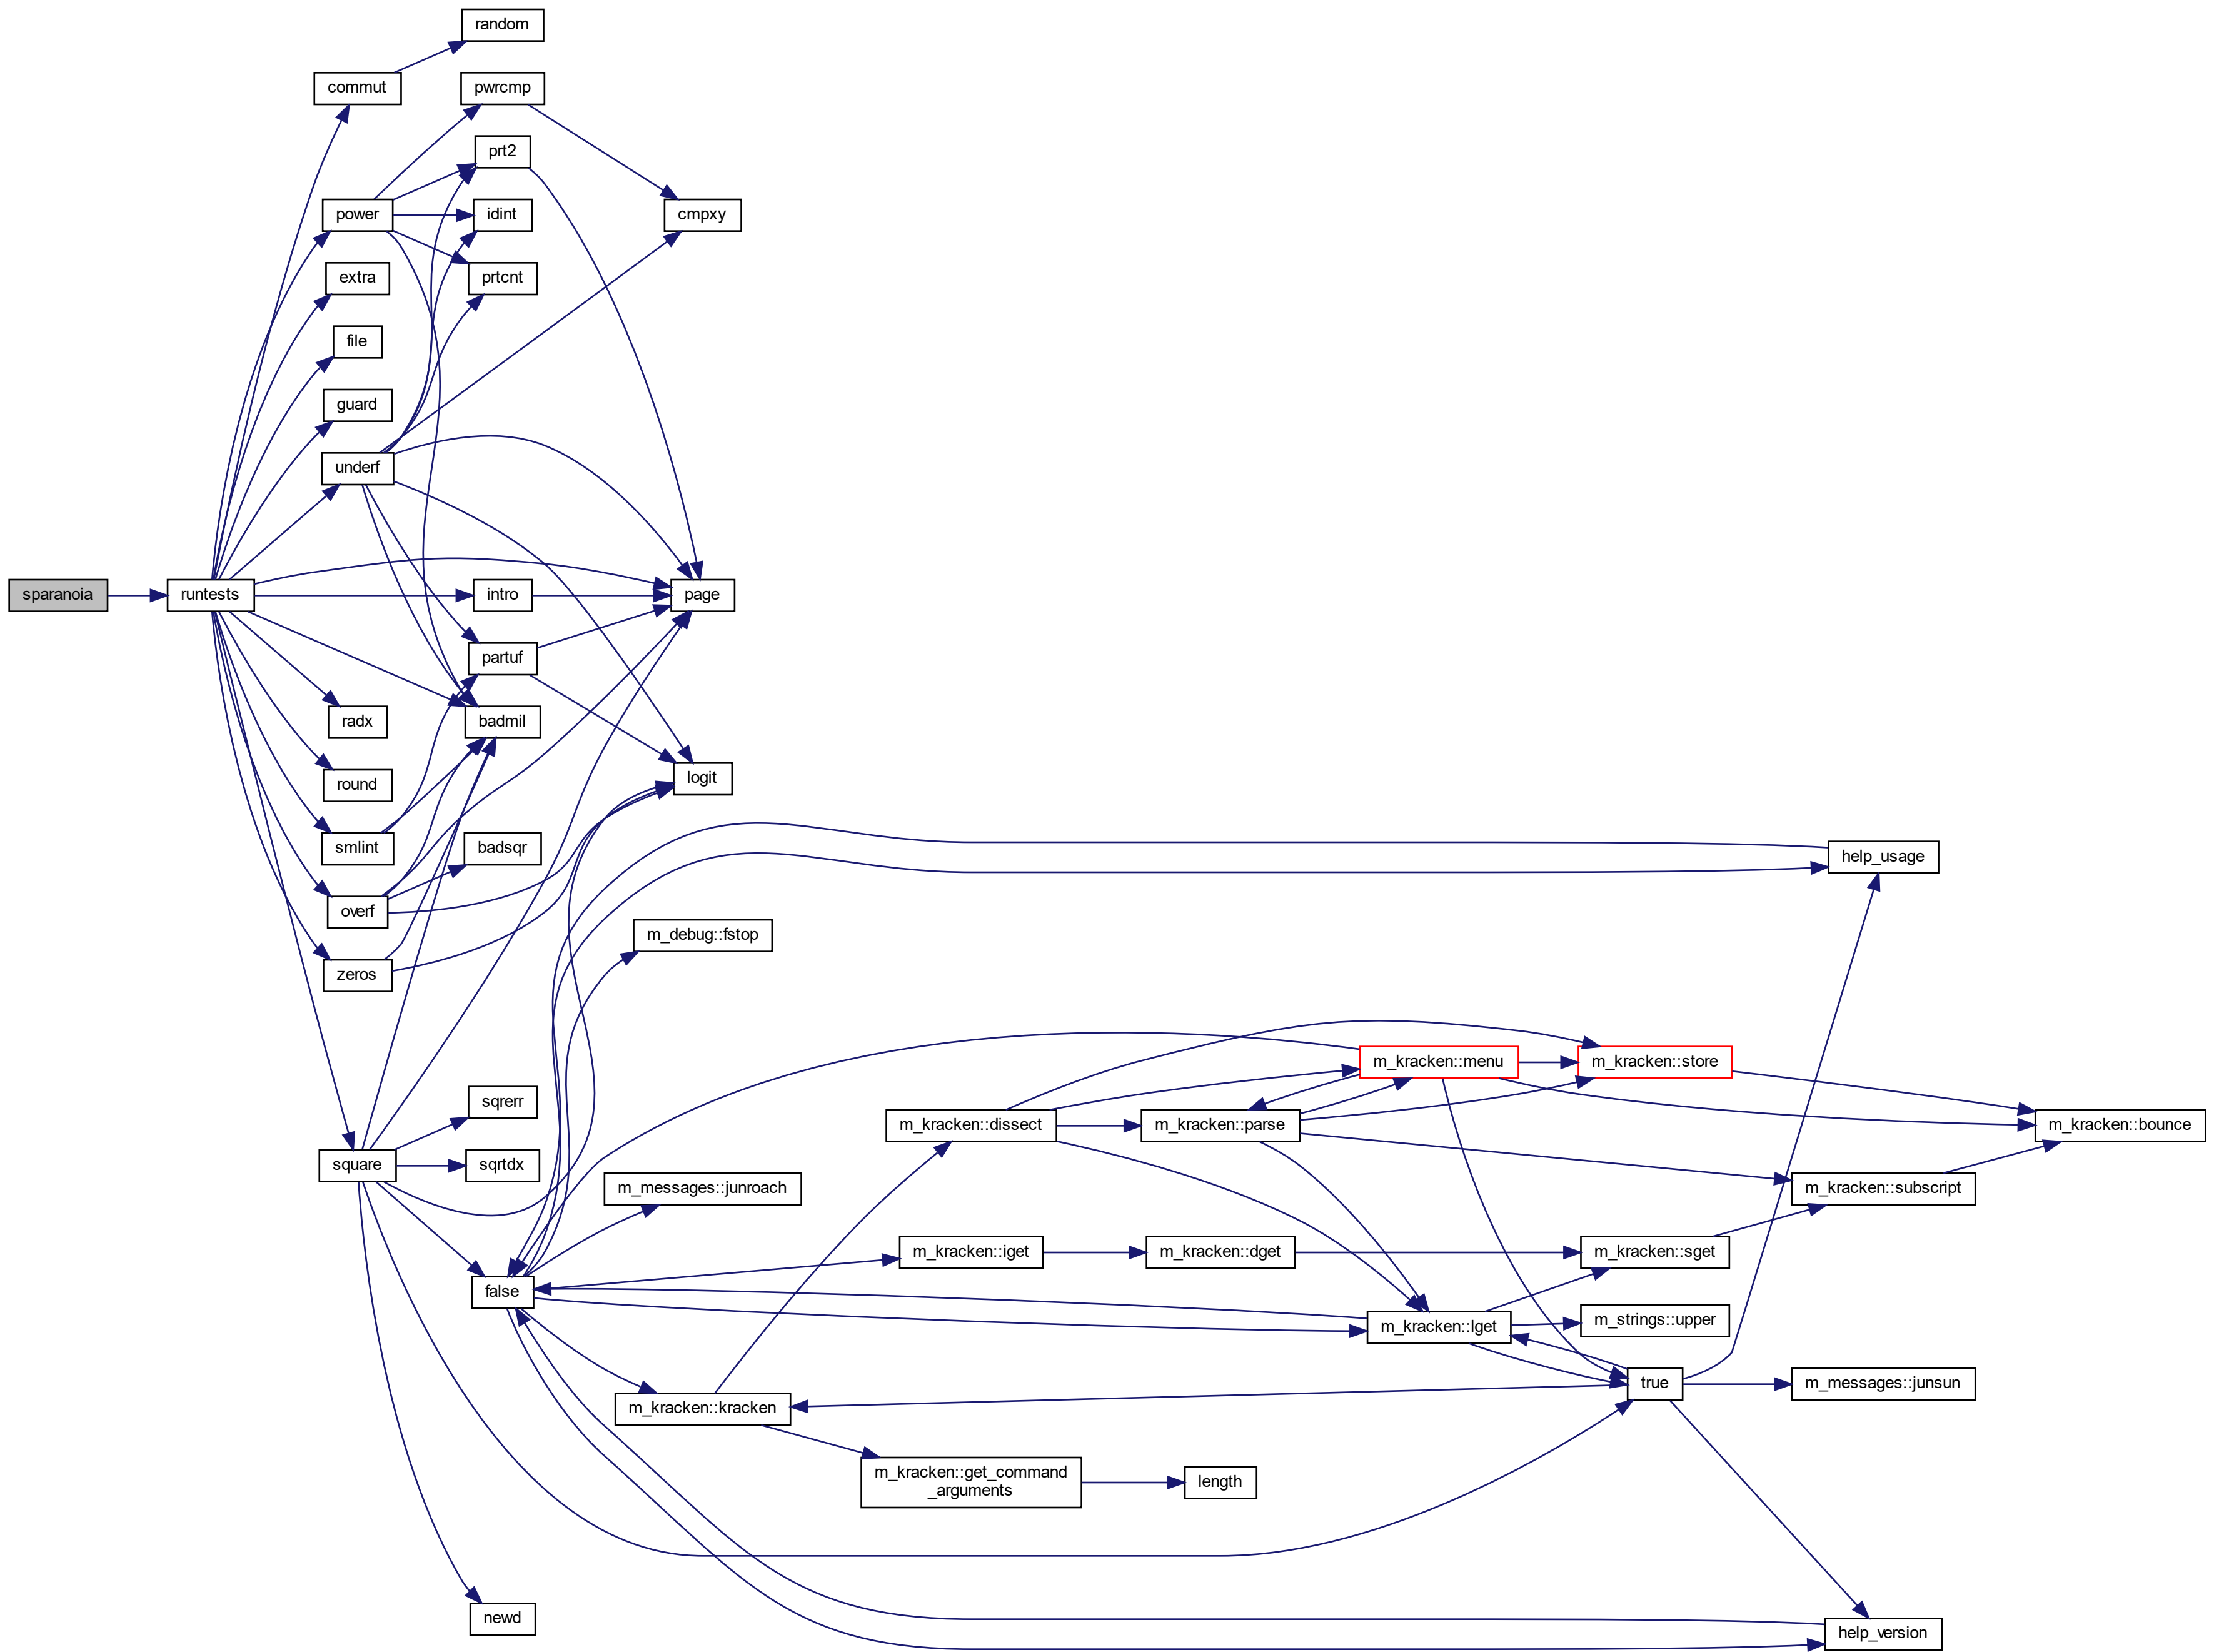 random
commut
pwrcmp
prt2
power
idint
cmpxy
extra
prtcnt
file
guard
underf
sparanoia
runtests
intro
page
partuf
radx
badmil
round
logit
smlint
badsqr
help_usage
overf
m_debug::fstop
zeros
m_kracken::menu
m_kracken::store
sqrerr
m_kracken::dissect
m_kracken::parse
m_kracken::bounce
square
sqrtdx
m_messages::junroach
m_kracken::subscript
m_kracken::iget
m_kracken::dget
m_kracken::sget
false
m_kracken::lget
m_strings::upper
true
m_messages::junsun
m_kracken::kracken
m_kracken::get_command
_arguments
length
newd
help_version